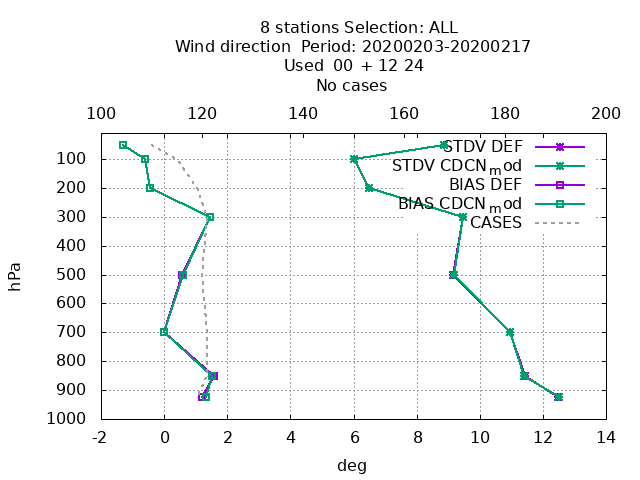 8 stations Selection: ALL
Wind direction  Period: 20200203-20200217
Used  00 + 12 24
No cases
100 120 140 160 180 200
STDV DEF
STDV CDCNmod
BIAS DEF
BIAS CDCNmod
CASES
hPa
100
200
300
400
500
600
700
800
900
1000
-2 0 2 4 6 8 10 12 14
deg